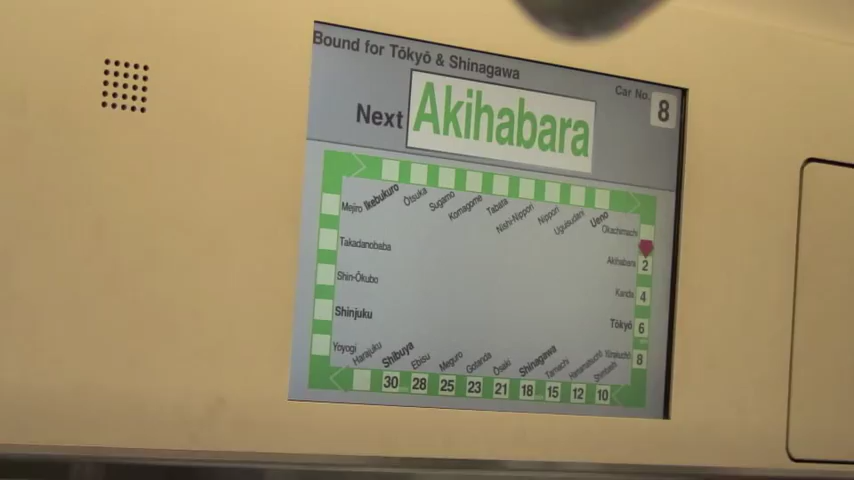 Bound for Tōkyō & Shinagawa
Car No. 8
Next Akihabara
Ikebukuro
Ōtsuka
Sugamo
Komagome
Tabata
Nishi-Nippori
Nippori
Uguisudani
Ueno
Mejiro
Okachimachi
Takadanobaba
Akihabara 2
Shin-Ōkubo
Kanda 4
Shinjuku
Tōkyō 6
Yoyogi
Yūrakuchō 8
Harajuku
Shibuya
Ebisu
Meguro
Gotanda
Ōsaki
Shinagawa
Tamachi
Hamamatsuchō
Shimbashi
30 28 25 23 21 18 15 12 10